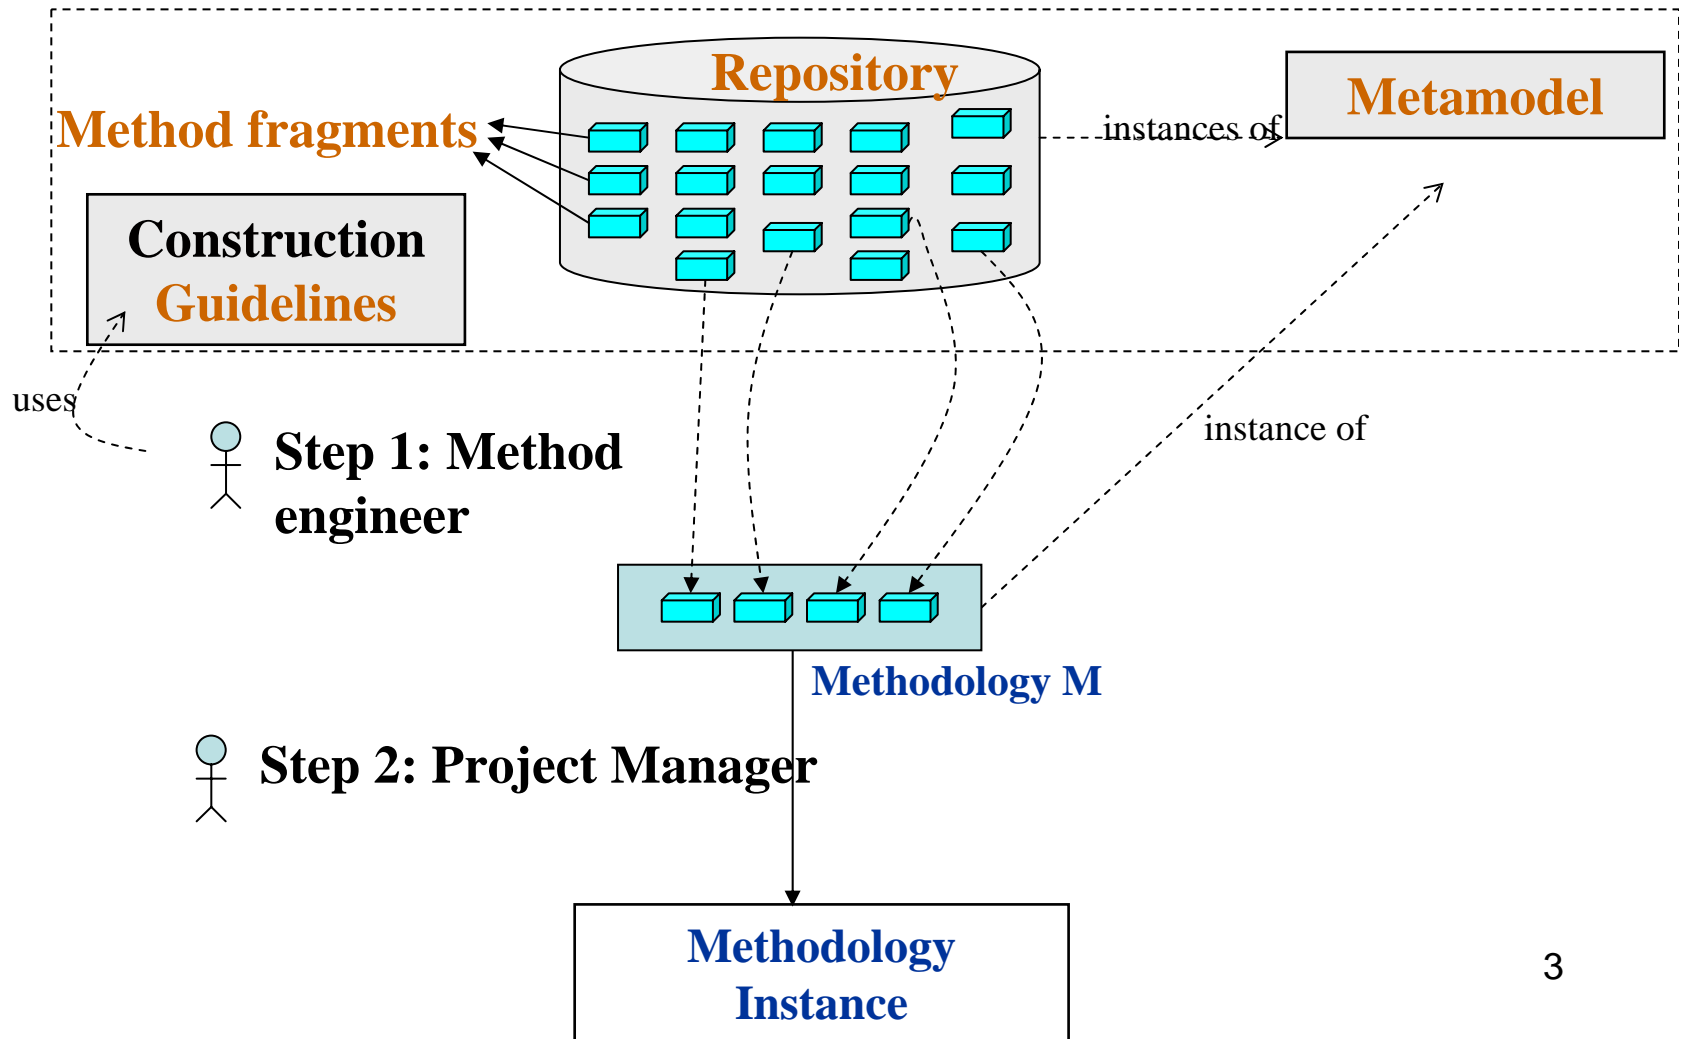 Repository
Metamodel
Method fragments
instances of
Construction
Guidelines
uses
Step 1: Method
engineer
instance of
Methodology M
Step 2: Project Manager
Methodology
Instance
3